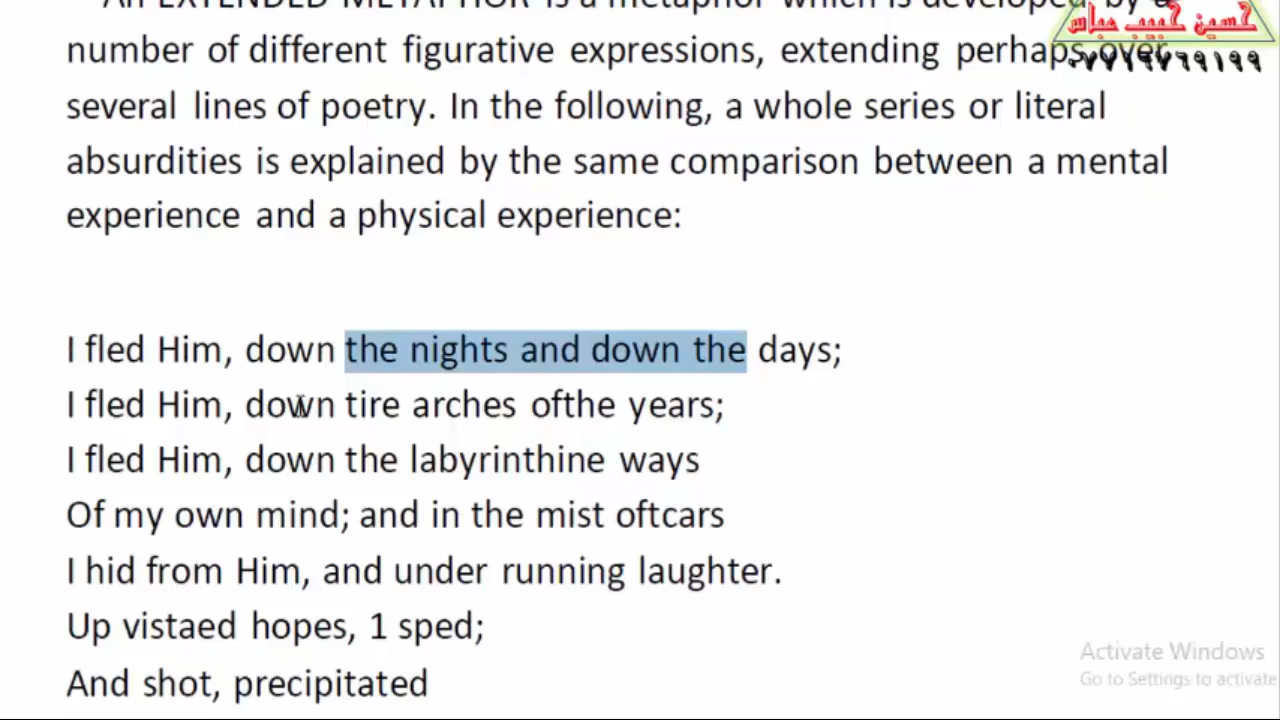 An EXTENDED METAPHOR is a metaphor which is developed by a
حسين حبيب عباس
number of different figurative expressions, extending perhaps over
several lines of poetry. In the following, a whole series or literal
absurdities is explained by the same comparison between a mental
experience and a physical experience:
I fled Him, down the nights and down the days;
I fled Him, down tire arches ofthe years;
I fled Him, down the labyrinthine ways
Of my own mind; and in the mist oftcars
I hid from Him, and under running laughter.
Up vistaed hopes, 1 sped;
And shot, precipitated
Activate Windows
Go to Settings to activate